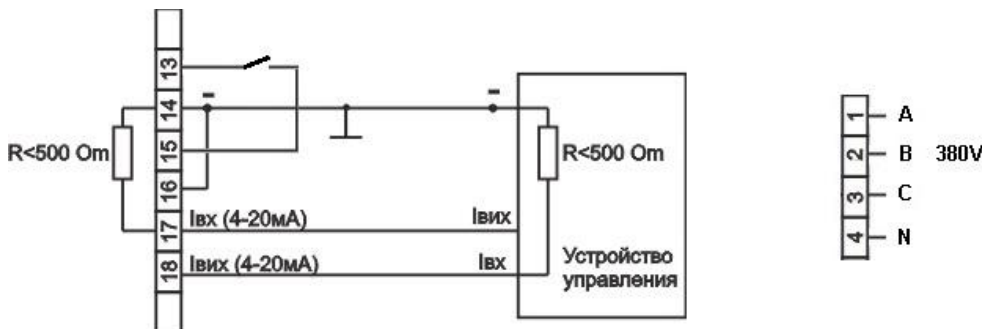 13
14
15
16
17
18
-
-
R<500 Om
R<500 Om
Iвх (4-20мА)
Iвих
Iвих (4-20мА)
Iвх
Устройство
управления
1 A
2 B 380V
3 C
4 N